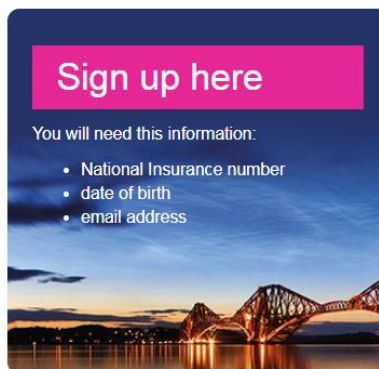 Sign up here
You will need this information:
• National Insurance number
• date of birth
• email address